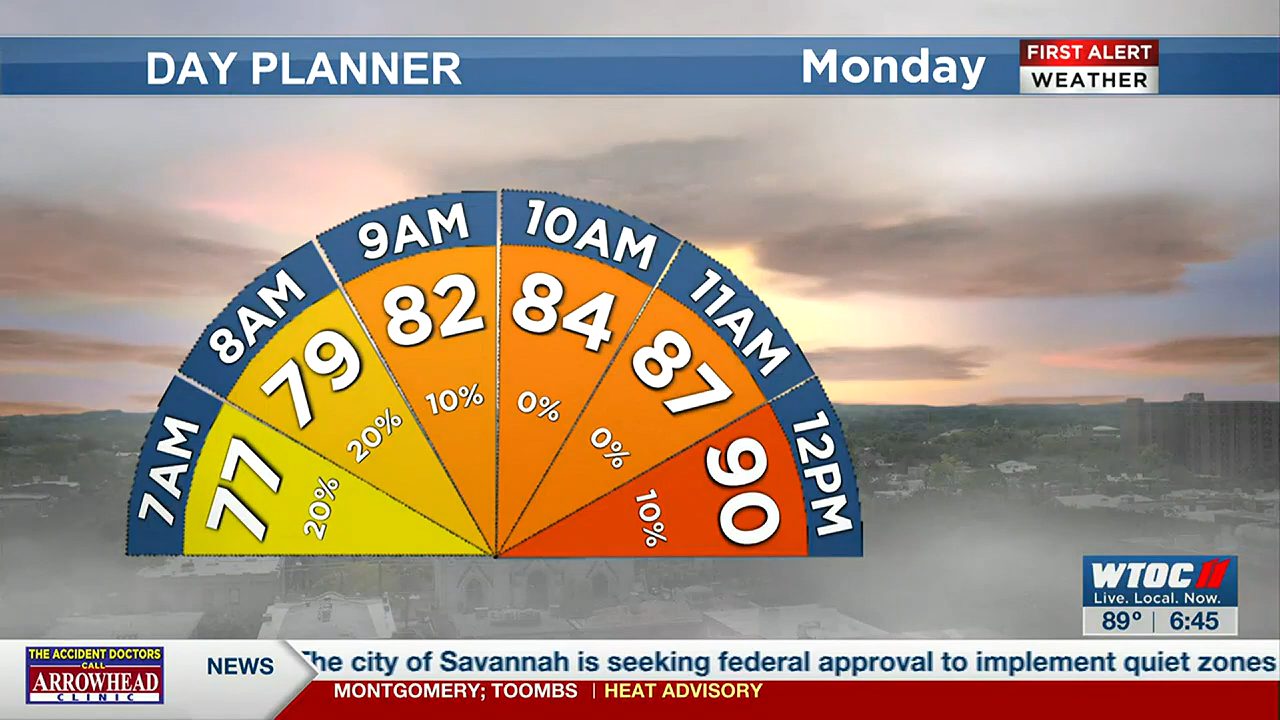 DAY PLANNER
Monday
FIRST ALERT
WEATHER
7AM
77
20%
8AM
79
20%
9AM
82
10%
10AM
84
0%
11AM
87
0%
12PM
90
10%
WTOC 11
Live. Local. Now.
89° | 6:45
THE ACCIDENT DOCTORS
CALL
ARROWHEAD
CLINIC
NEWS
The city of Savannah is seeking federal approval to implement quiet zones
MONTGOMERY; TOOMBS | HEAT ADVISORY